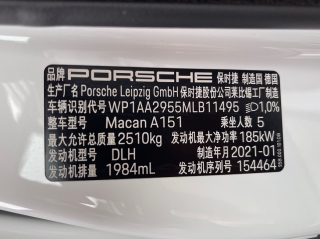 品牌 PORSCHE 保时捷 制造国 德国
生产厂名 Porsche Leipzig GmbH 保时捷股份公司莱比锡工厂制造
车辆识别代号 WP1AA2955MLB11495 1,0%
整车型号 Macan A151 乘坐人数 5
最大允许总质量 2510kg 发动机最大净功率 185kW
发动机型号 DLH 制造年月 2021-01
发动机排量 1984mL 发动机序列号 154464